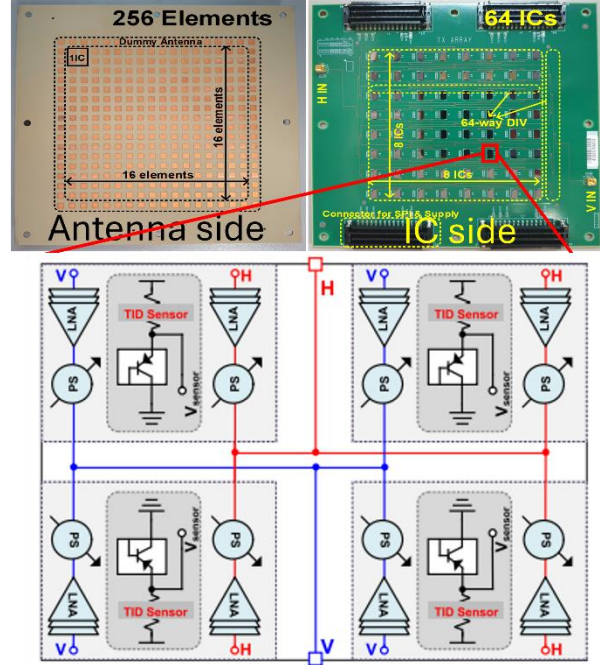 256 Elements
Dummy Antenna
1IC
16 elements
16 elements
Antenna side
64 ICs
TX ARRAY
H IN
64-way DIV
8 ICs
8 ICs
V IN
Connector for SPI & Supply
IC side
V
H
LNA
PS
TID Sensor
Vsensor
LNA
PS
H
V
H
LNA
PS
TID Sensor
Vsensor
LNA
PS
PS
LNA
Vsensor
TID Sensor
PS
LNA
V
H
PS
LNA
Vsensor
TID Sensor
PS
LNA
V
H
V